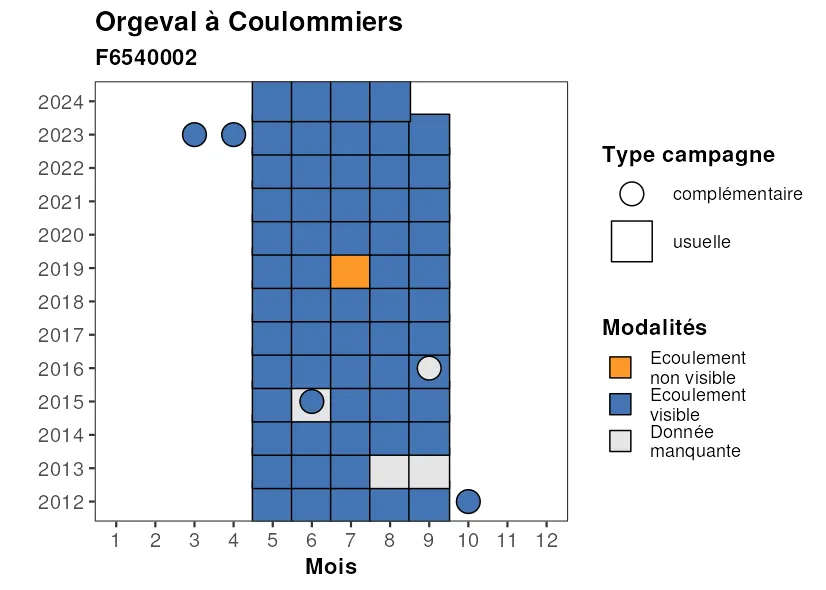 Orgeval à Coulommiers
F6540002
2024
2023
2022
2021
2020
2019
2018
2017
2016
2015
2014
2013
2012
1 2 3 4 5 6 7 8 9 10 11 12
Mois
Type campagne
complémentaire
usuelle
Modalités
Ecoulement
non visible
Ecoulement
visible
Donnée
manquante